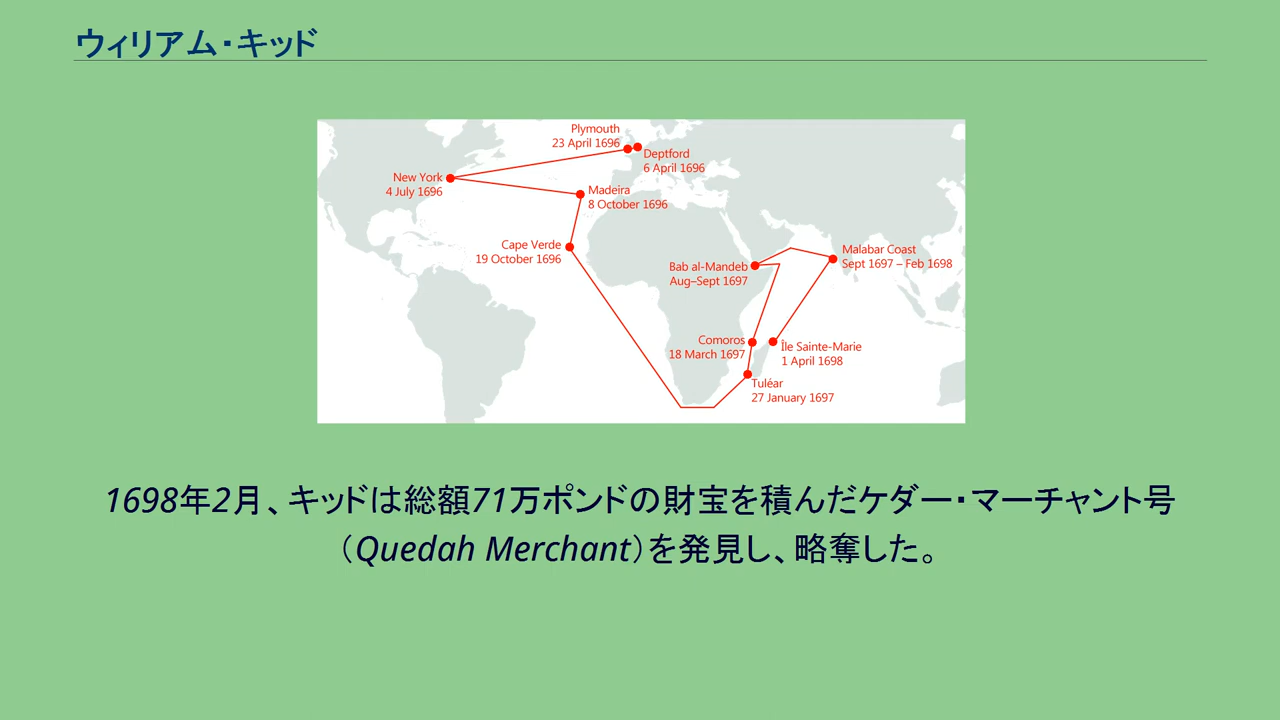 ウィリアム・キッド
Plymouth
23 April 1696
Deptford
6 April 1696
New York
4 July 1696
Madeira
8 October 1696
Cape Verde
19 October 1696
Malabar Coast
Sept 1697 – Feb 1698
Bab al-Mandeb
Aug–Sept 1697
Comoros
18 March 1697
Île Sainte-Marie
1 April 1698
Tuléar
27 January 1697
1698年2月、キッドは総額71万ポンドの財宝を積んだケダー・マーチャント号
（Quedah Merchant）を発見し、略奪した。